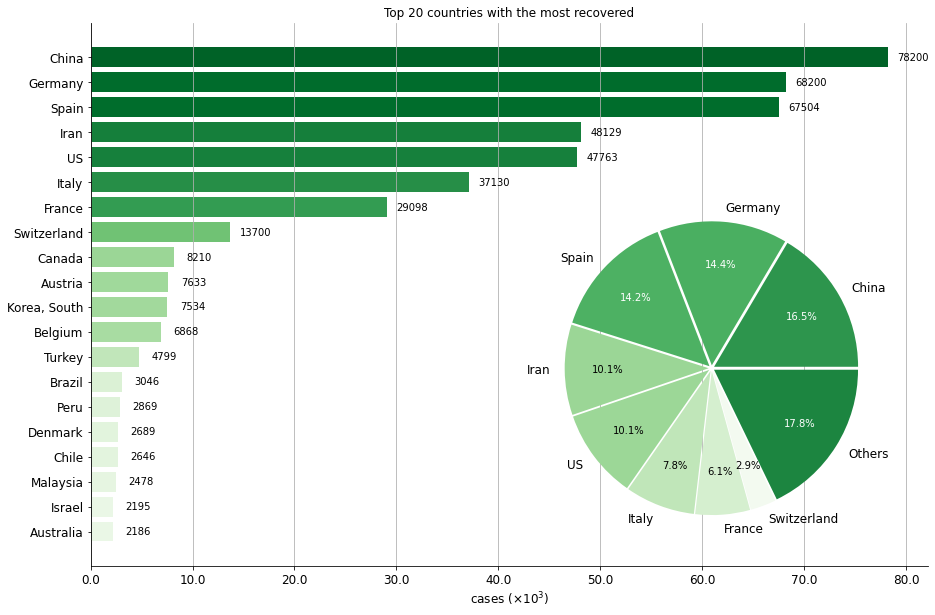 Top 20 countries with the most recovered
China 78200
Germany 68200
Spain 67504
Iran 48129
US 47763
Italy 37130
France 29098
Switzerland 13700
Canada 8210
Austria 7633
Korea, South 7534
Belgium 6868
Turkey 4799
Brazil 3046
Peru 2869
Denmark 2689
Chile 2646
Malaysia 2478
Israel 2195
Australia 2186
0.0 10.0 20.0 30.0 40.0 50.0 60.0 70.0 80.0
cases (×10³)
China 16.5%
Germany 14.4%
Spain 14.2%
Iran 10.1%
US 10.1%
Italy 7.8%
France 6.1%
Switzerland 2.9%
Others 17.8%